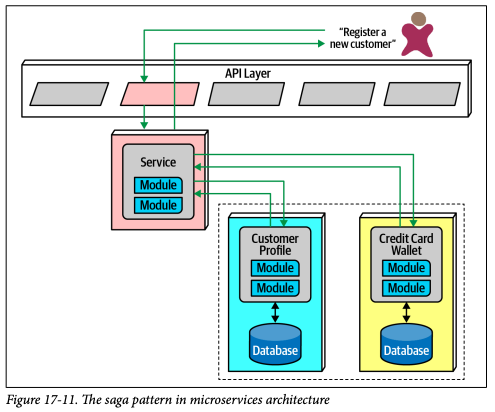 “Register a
new customer”
API Layer
Service
Module
Module
Customer
Profile
Module
Module
Database
Credit Card
Wallet
Module
Module
Database
Figure 17-11. The saga pattern in microservices architecture